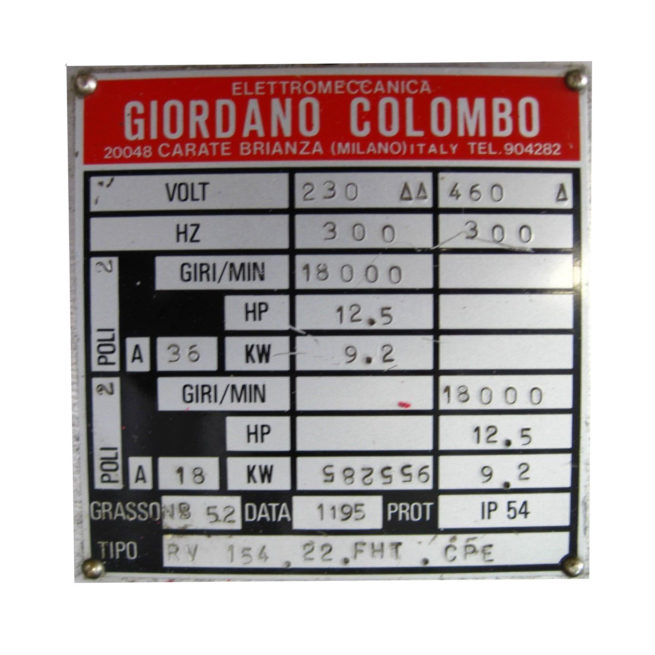 ELETTROMECCANICA
GIORDANO COLOMBO
20048 CARATE BRIANZA (MILANO) ITALY TEL. 904282
VOLT 230 ΔΔ 460 Δ
HZ 300 300
POLI 2 GIRI/MIN 18000
HP 12.5
A 36 KW 9.2
POLI 2 GIRI/MIN 18000
HP 12.5
A 18 KW 955285 9.2
GRASSO NB 52 DATA 1195 PROT IP 54
TIPO RV 154.22.FHT.CPE